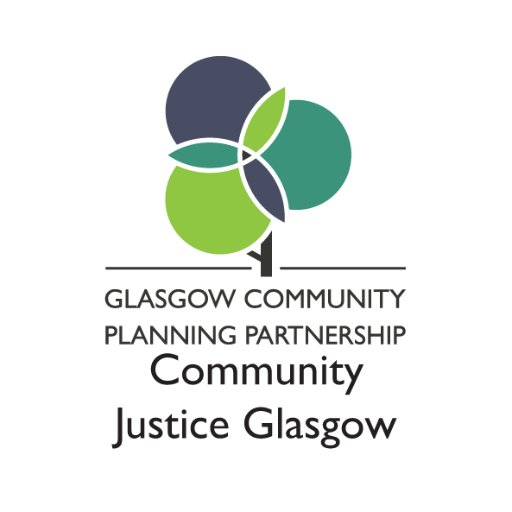 GLASGOW COMMUNITY
PLANNING PARTNERSHIP
Community
Justice Glasgow